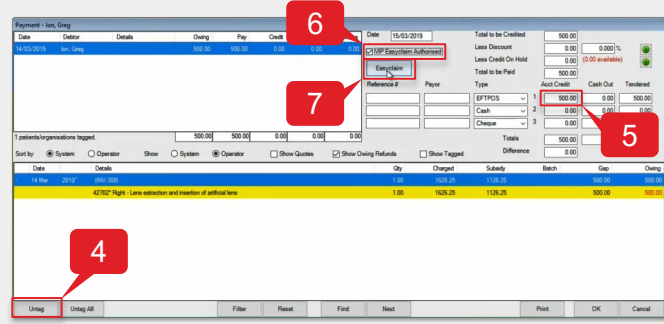 Payment - Ion, Greg
Date Debtor Details Owing Pay Credit
14/03/2019 Ion, Greg 500.00 500.00 0.00 0.00 0.00
1 patients/organisations tagged. 500.00 500.00 0.00 0.00 0.00
6
Date 15/03/2019
VIP Easyclaim Authorised
Easyclaim
7
Total to be Credited 500.00
Less Discount 0.00 0.000 %
Less Credit On Hold 0.00 (0.00 available)
Total to be Paid 500.00
Reference # Payor Type Acct Credit Cash Out Tendered
EFTPOS 1 500.00 0.00 500.00
Cash 2 0.00 0.00
Cheque 3 0.00
Totals 500.00
Difference 0.00
5
Sort by System Operator Show System Operator Show Quotes Show Owing Refunds Show Tagged
Date Details Qty Charged Subsidy Batch Gap Owing
14 Mar 2019* (INV 300) 1.00 1626.25 1126.25 500.00 500.00
42702* Right - Lens extraction and insertion of artificial lens 1.00 1626.25 1126.25 500.00 500.00
4
Untag Untag All Filter Reset Find Next Print OK Cancel